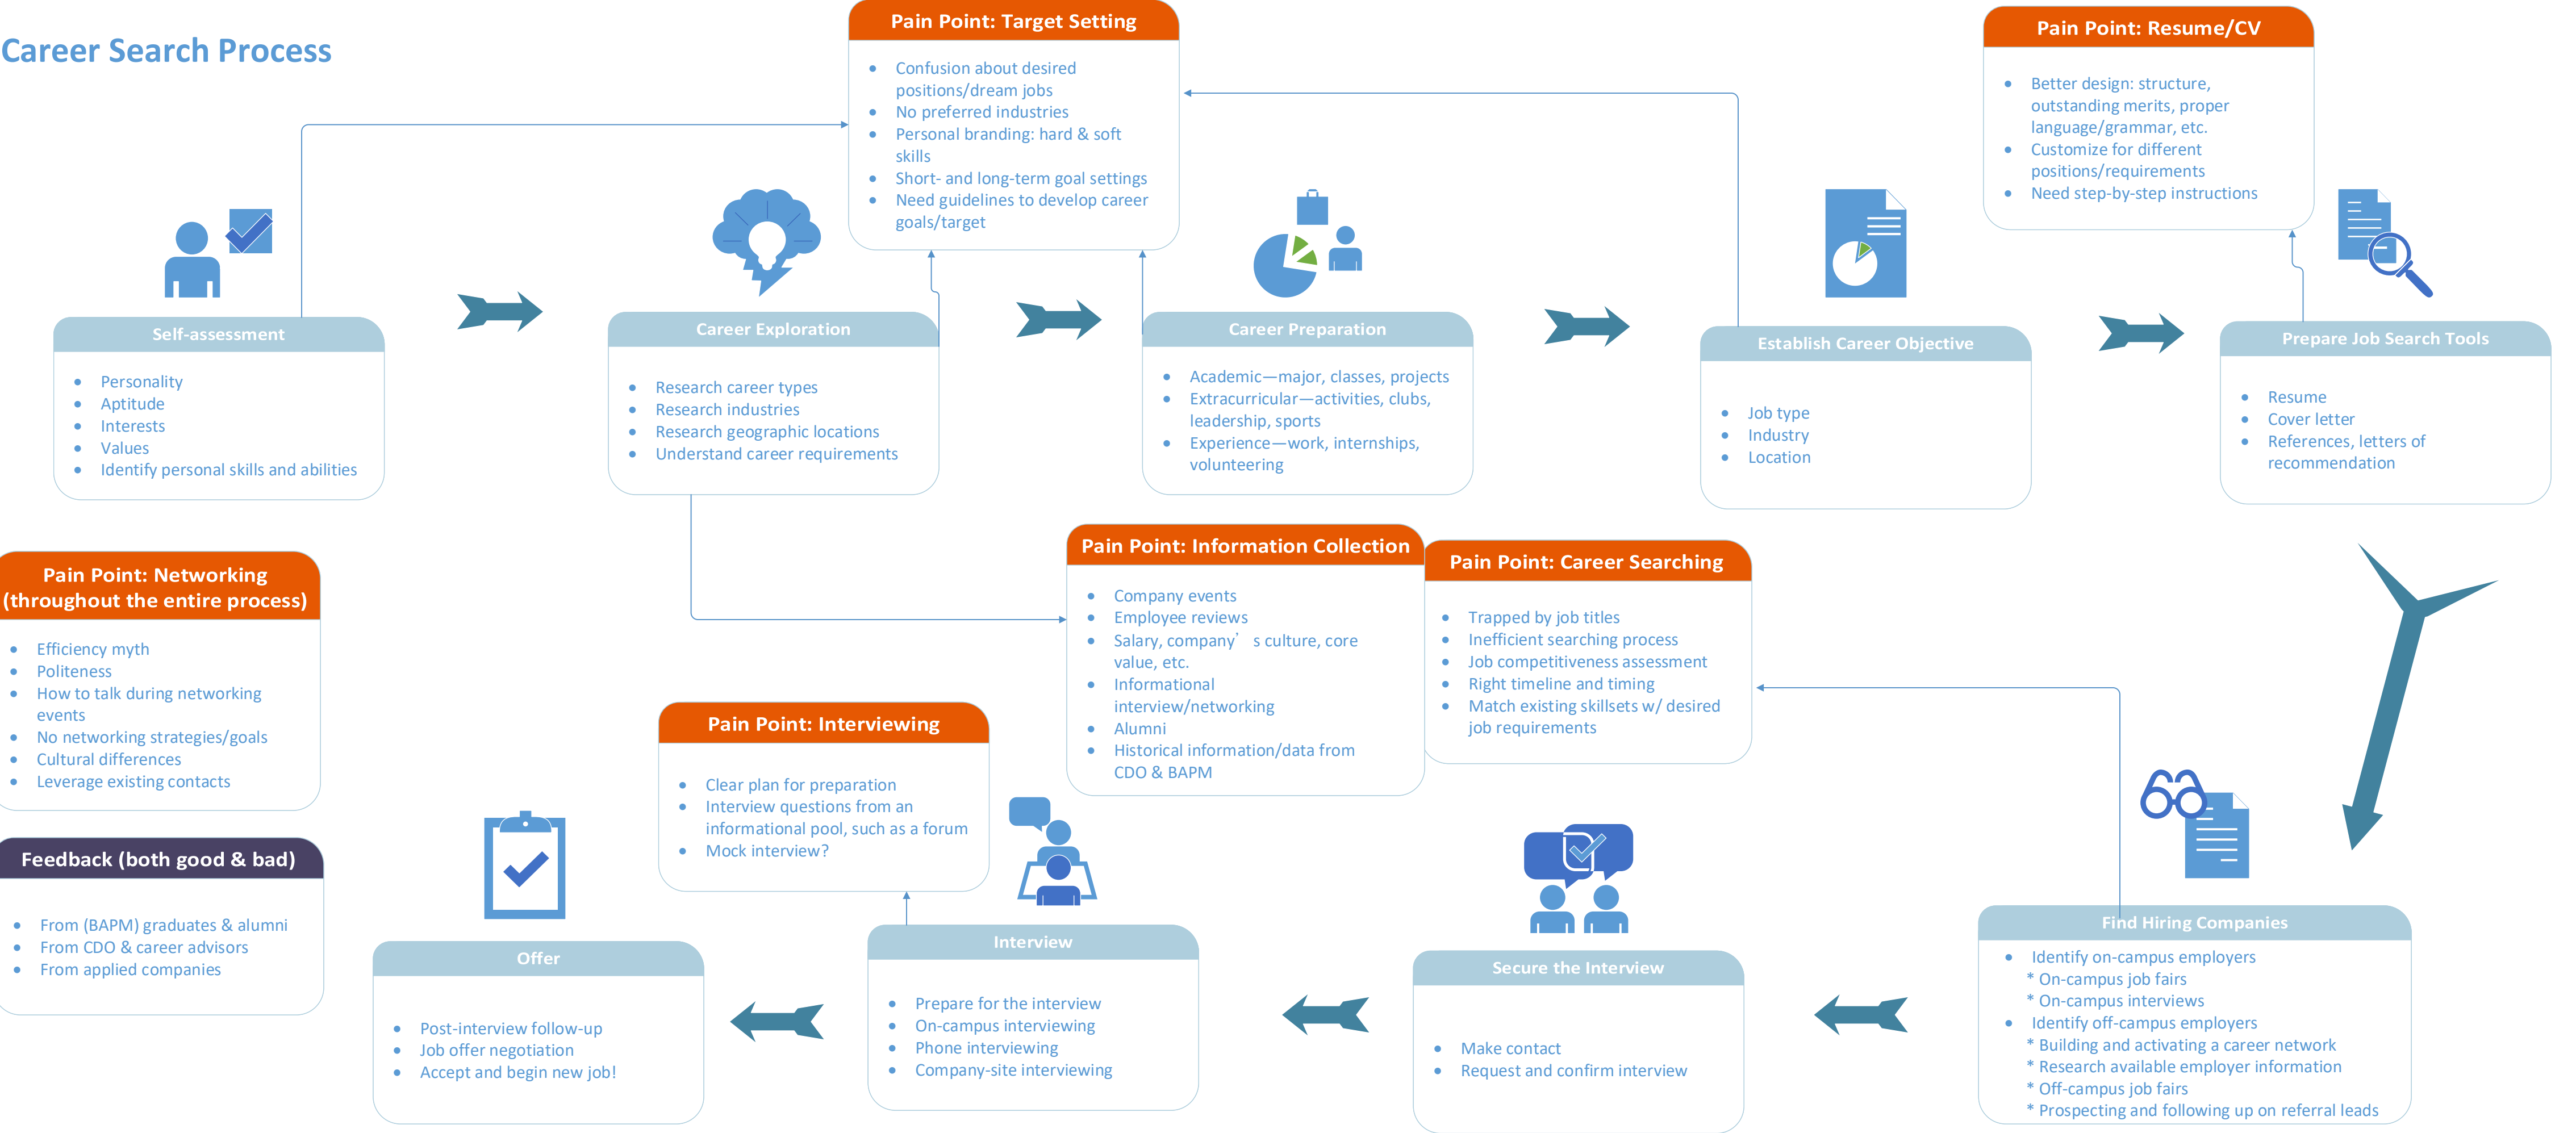 Career Search Process
Pain Point: Target Setting
• Confusion about desired
positions/dream jobs
• No preferred industries
• Personal branding: hard & soft
skills
• Short- and long-term goal settings
• Need guidelines to develop career
goals/target
Pain Point: Resume/CV
• Better design: structure,
outstanding merits, proper
language/grammar, etc.
• Customize for different
positions/requirements
• Need step-by-step instructions
Self-assessment
• Personality
• Aptitude
• Interests
• Values
• Identify personal skills and abilities
Career Exploration
• Research career types
• Research industries
• Research geographic locations
• Understand career requirements
Career Preparation
• Academic—major, classes, projects
• Extracurricular—activities, clubs,
leadership, sports
• Experience—work, internships,
volunteering
Establish Career Objective
• Job type
• Industry
• Location
Prepare Job Search Tools
• Resume
• Cover letter
• References, letters of
recommendation
Pain Point: Networking
(throughout the entire process)
• Efficiency myth
• Politeness
• How to talk during networking
events
• No networking strategies/goals
• Cultural differences
• Leverage existing contacts
Pain Point: Information Collection
• Company events
• Employee reviews
• Salary, company’ s culture, core
value, etc.
• Informational
interview/networking
• Alumni
• Historical information/data from
CDO & BAPM
Pain Point: Career Searching
• Trapped by job titles
• Inefficient searching process
• Job competitiveness assessment
• Right timeline and timing
• Match existing skillsets w/ desired
job requirements
Pain Point: Interviewing
• Clear plan for preparation
• Interview questions from an
informational pool, such as a forum
• Mock interview?
Feedback (both good & bad)
• From (BAPM) graduates & alumni
• From CDO & career advisors
• From applied companies
Offer
• Post-interview follow-up
• Job offer negotiation
• Accept and begin new job!
Interview
• Prepare for the interview
• On-campus interviewing
• Phone interviewing
• Company-site interviewing
Secure the Interview
• Make contact
• Request and confirm interview
Find Hiring Companies
• Identify on-campus employers
* On-campus job fairs
* On-campus interviews
• Identify off-campus employers
* Building and activating a career network
* Research available employer information
* Off-campus job fairs
* Prospecting and following up on referral leads